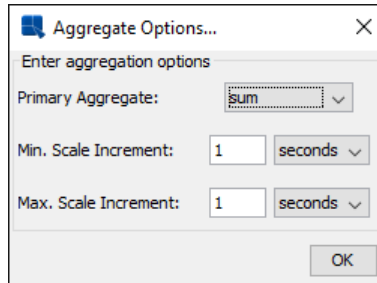 Aggregate Options...
Enter aggregation options
Primary Aggregate: sum
Min. Scale Increment: 1 seconds
Max. Scale Increment: 1 seconds
OK